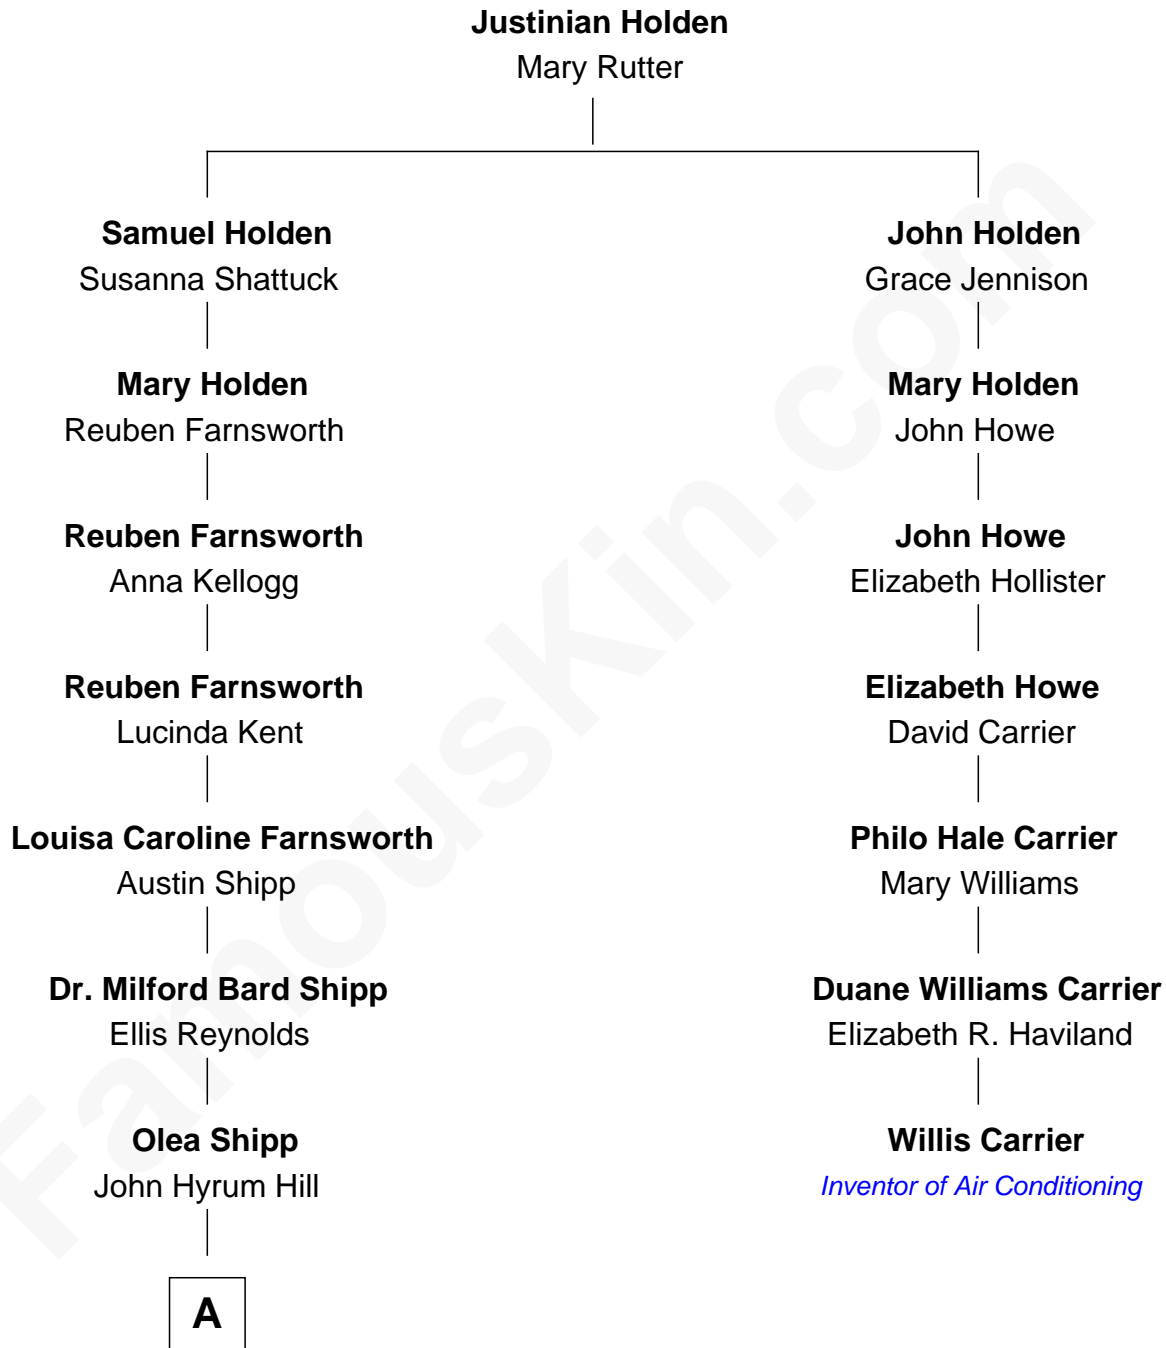 Justinian Holden
Mary Rutter
Samuel Holden
Susanna Shattuck
John Holden
Grace Jennison
Mary Holden
Reuben Farnsworth
Mary Holden
John Howe
Reuben Farnsworth
Anna Kellogg
John Howe
Elizabeth Hollister
Reuben Farnsworth
Lucinda Kent
Elizabeth Howe
David Carrier
Louisa Caroline Farnsworth
Austin Shipp
Philo Hale Carrier
Mary Williams
Dr. Milford Bard Shipp
Ellis Reynolds
Duane Williams Carrier
Elizabeth R. Haviland
Olea Shipp
John Hyrum Hill
Willis Carrier
Inventor of Air Conditioning
A
FamousKin.com